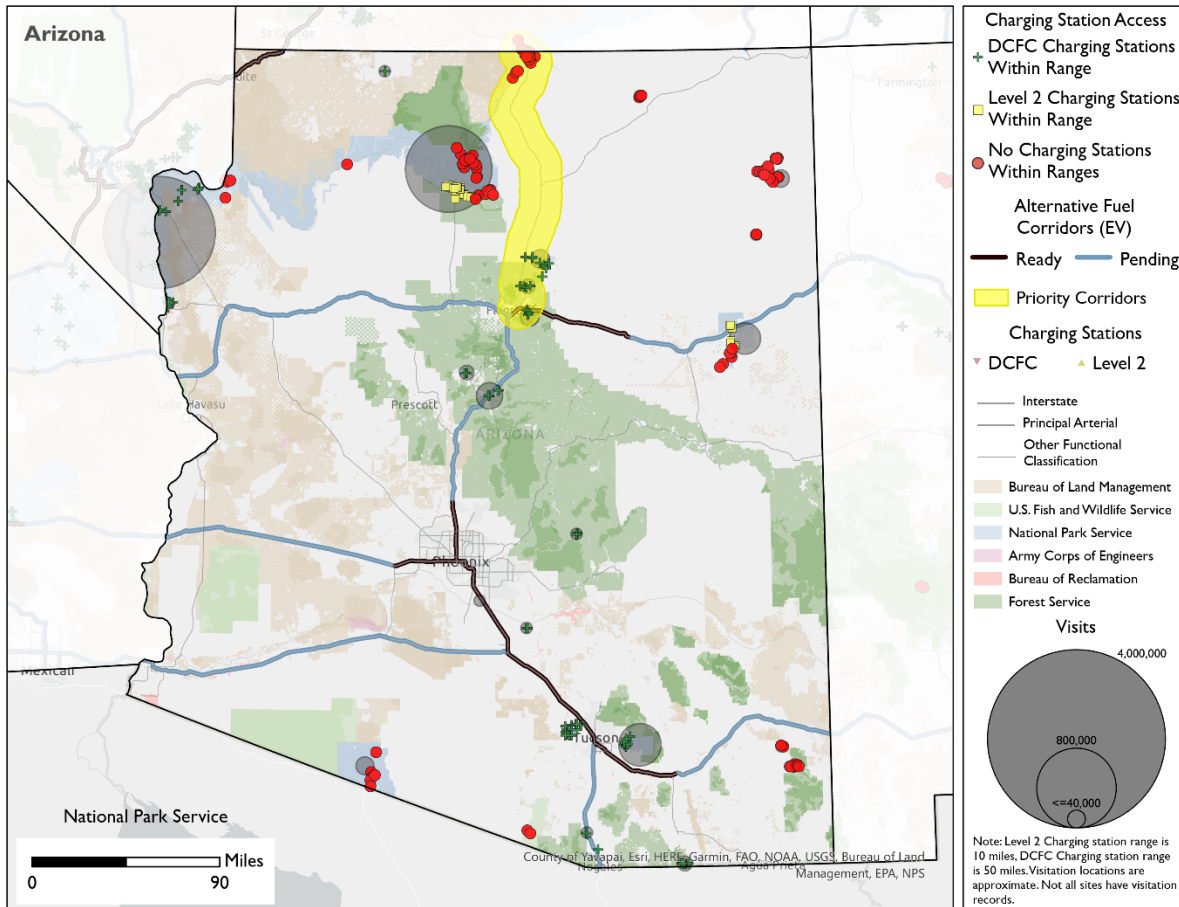 Arizona
St George
Farmington
Prescott
Lake Havasu
ARIZONA
Phoenix
Mexicali
Tucson
Nogales
Agua Prieta
National Park Service
Miles
0 90
County of Yavapai, Esri, HERE, Garmin, FAO, NOAA, USGS, Bureau of Land
Management, EPA, NPS
Charging Station Access
DCFC Charging Stations
Within Range
Level 2 Charging Stations
Within Range
No Charging Stations
Within Ranges
Alternative Fuel
Corridors (EV)
Ready Pending
Priority Corridors
Charging Stations
DCFC Level 2
Interstate
Principal Arterial
Other Functional
Classification
Bureau of Land Management
U.S. Fish and Wildlife Service
National Park Service
Army Corps of Engineers
Bureau of Reclamation
Forest Service
Visits
4,000,000
800,000
<=40,000
Note: Level 2 Charging station range is
10 miles, DCFC Charging station range
is 50 miles. Visitation locations are
approximate. Not all sites have visitation
records.